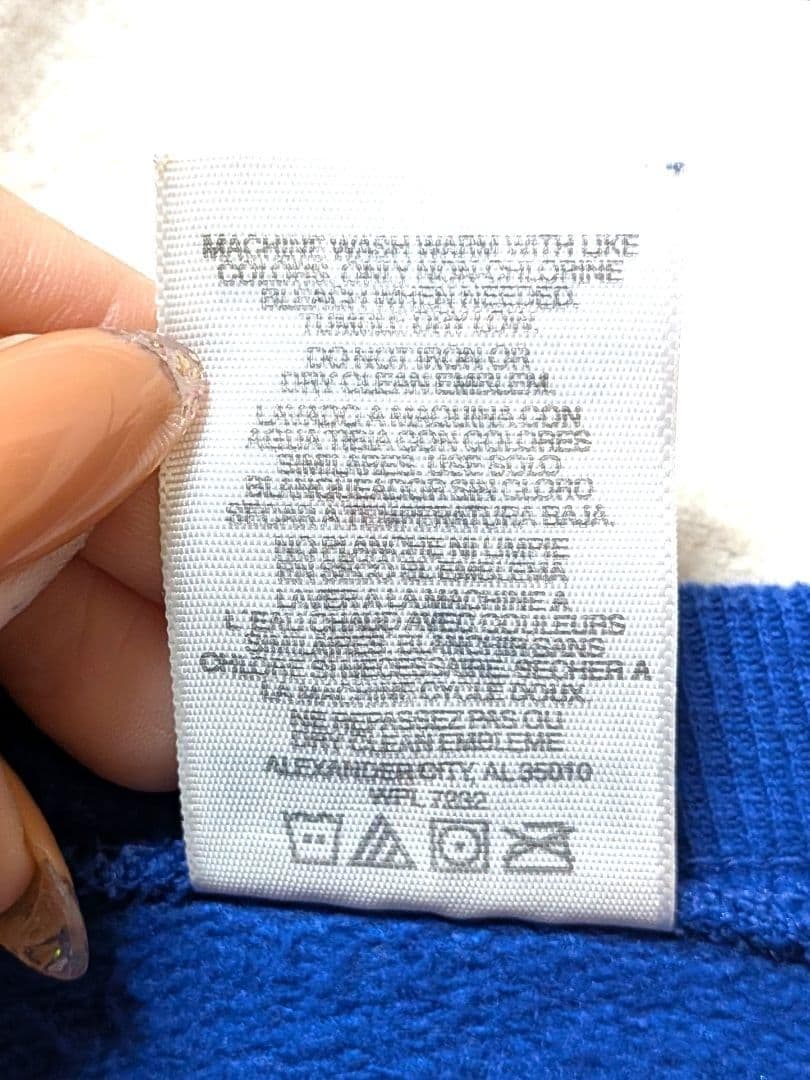 MACHINE WASH WARM WITH LIKE
COLORS. ONLY NON-CHLORINE
BLEACH WHEN NEEDED.
TUMBLE DRY LOW.
DO NOT IRON OR
DRY CLEAN EMBLEM.
LAVADO A MACHINA CON
AGUA TIBIA CON COLORES
SIMILARES. USE SOLO
BLANQUEADOR SIN CLORO
SECAR A TEMPERATURA BAJA.
NO PLANCHE NI LIMPIE
EN SECO EL EMBLEMA
LAVER A LA MACHINE A
L'EAU CHAUD AVEC COULEURS
SIMILAIRES. BLANCHIR SANS
CHLORE SI NECESSAIRE. SECHER A
LA MACHINE CYCLE DOUX.
NE REPASSEZ PAS OU
DRY CLEAN EMBLEME
ALEXANDER CITY, AL 35010
WPL 7232